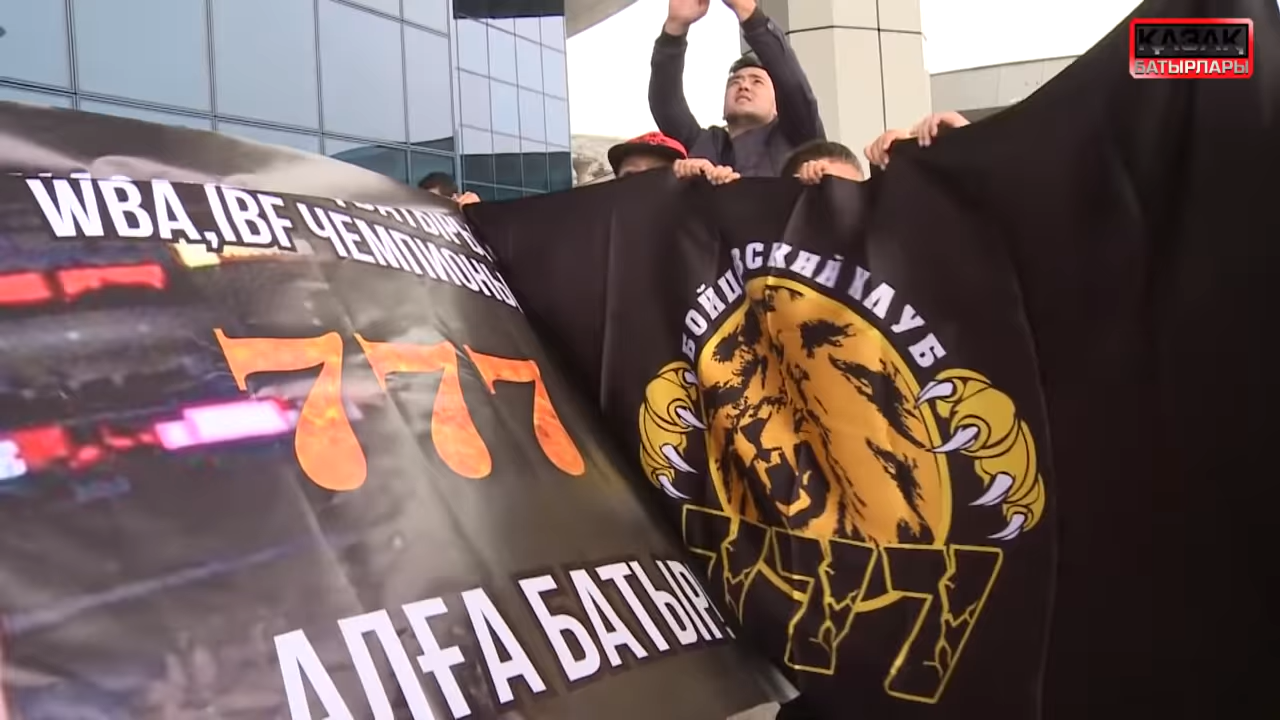 ҚАЗАҚ
БАТЫРЛАРЫ
WBA, IBF ЧЕМПИОНЫ
777
АЛҒА БАТЫР!
БОЙЦОВСКИЙ КЛУБ
777